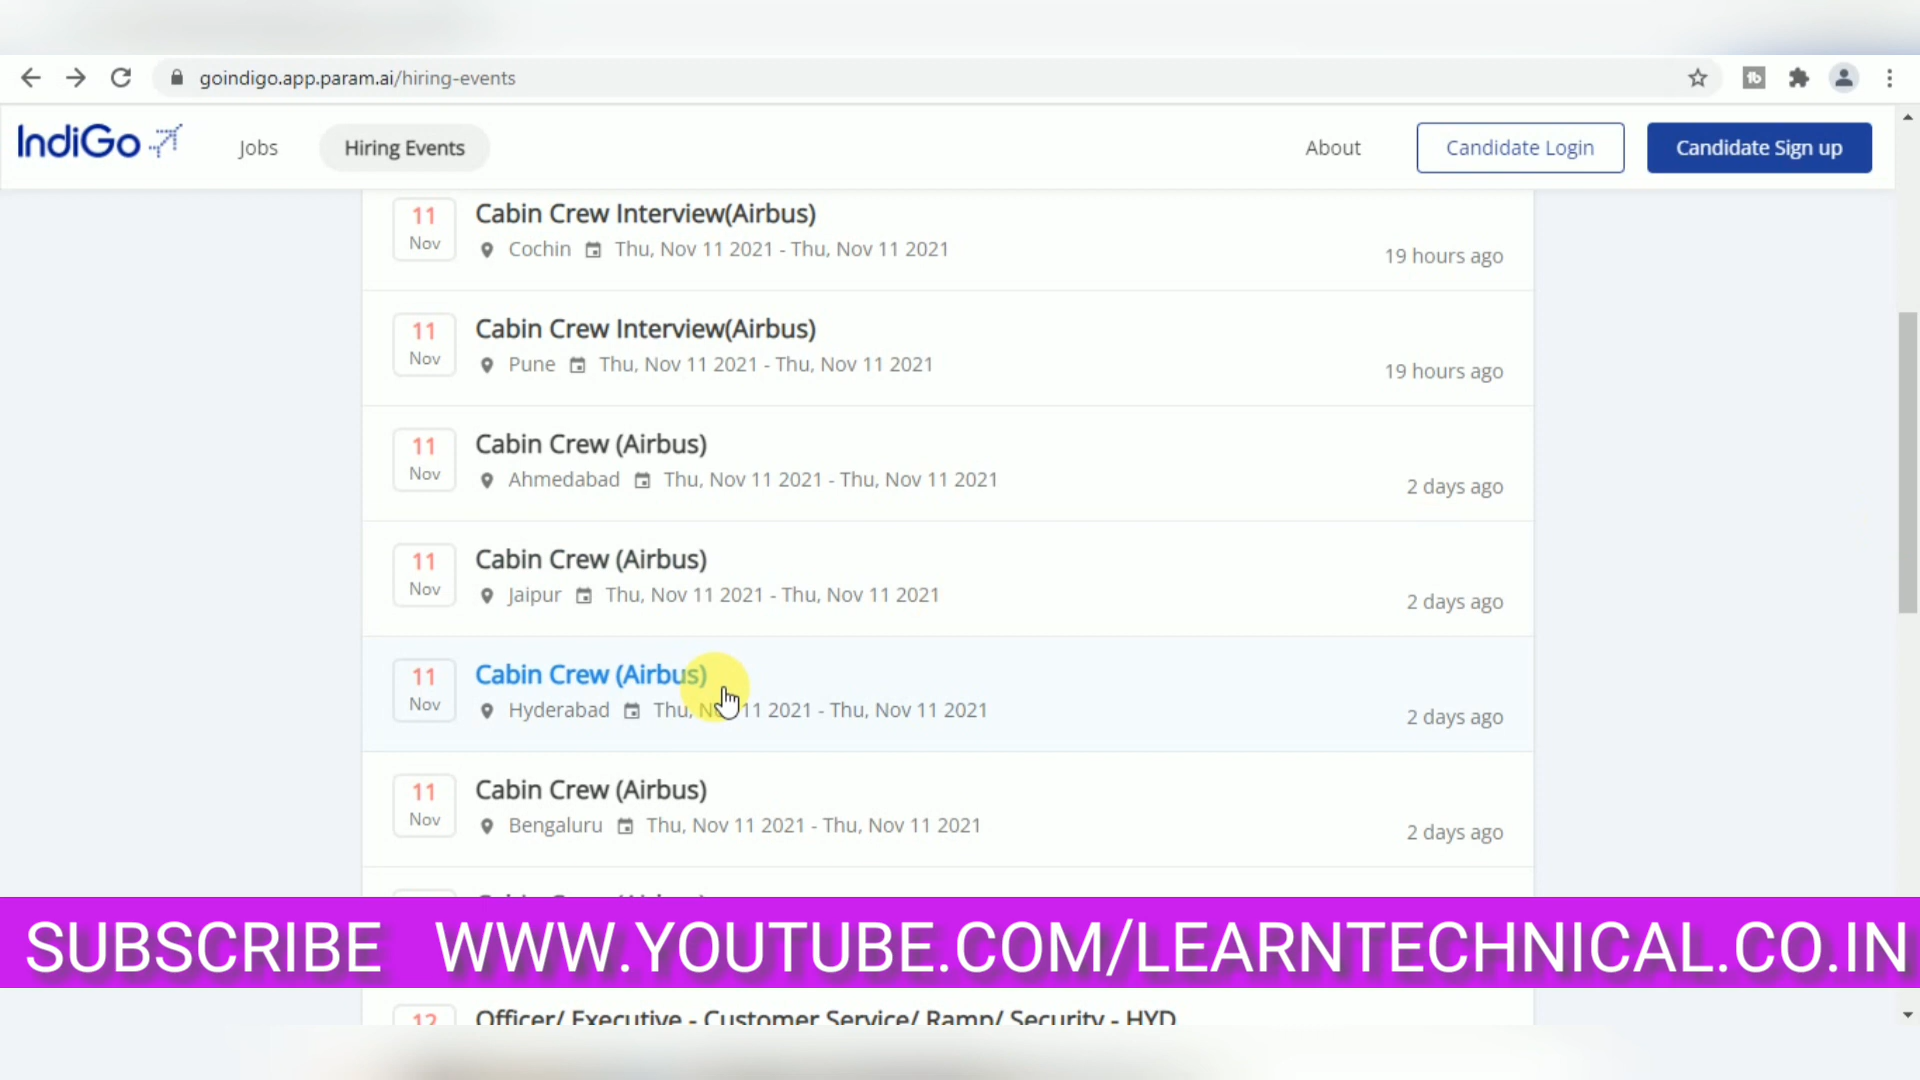 goindigo.app.param.ai/hiring-events
IndiGo Jobs Hiring Events About Candidate Login Candidate Sign up
11 Nov
Cabin Crew Interview(Airbus)
Cochin Thu, Nov 11 2021 - Thu, Nov 11 2021
19 hours ago
11 Nov
Cabin Crew Interview(Airbus)
Pune Thu, Nov 11 2021 - Thu, Nov 11 2021
19 hours ago
11 Nov
Cabin Crew (Airbus)
Ahmedabad Thu, Nov 11 2021 - Thu, Nov 11 2021
2 days ago
11 Nov
Cabin Crew (Airbus)
Jaipur Thu, Nov 11 2021 - Thu, Nov 11 2021
2 days ago
11 Nov
Cabin Crew (Airbus)
Hyderabad Thu, Nov 11 2021 - Thu, Nov 11 2021
2 days ago
11 Nov
Cabin Crew (Airbus)
Bengaluru Thu, Nov 11 2021 - Thu, Nov 11 2021
2 days ago
SUBSCRIBE WWW.YOUTUBE.COM/LEARNTECHNICAL.CO.IN
12
Officer/ Executive - Customer Service/ Ramp/ Security - HYD